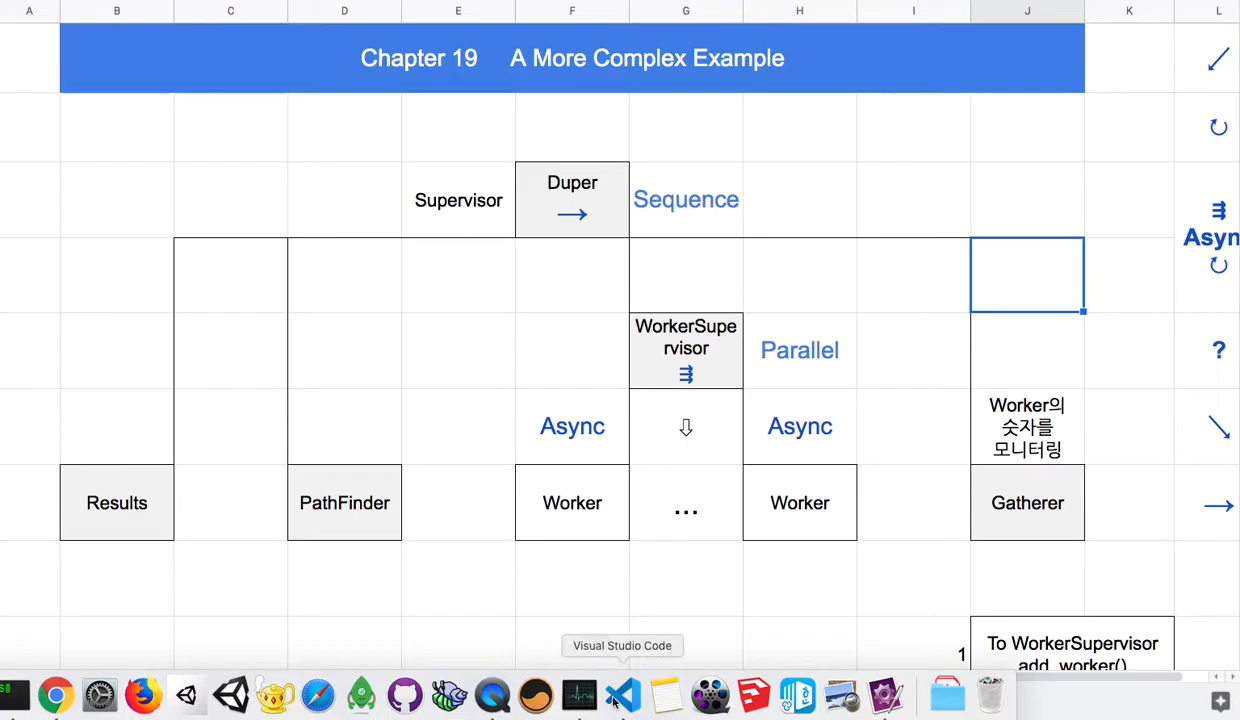 A B C D E F G H I J K L
Chapter 19 A More Complex Example
Supervisor
Duper
→
Sequence
Asyn
WorkerSupe
rvisor
⇶
Parallel
?
Async
⇩
Async
Worker의
숫자를
모니터링
Results
PathFinder
Worker
...
Worker
Gatherer
→
1
To WorkerSupervisor
add_worker()
Visual Studio Code